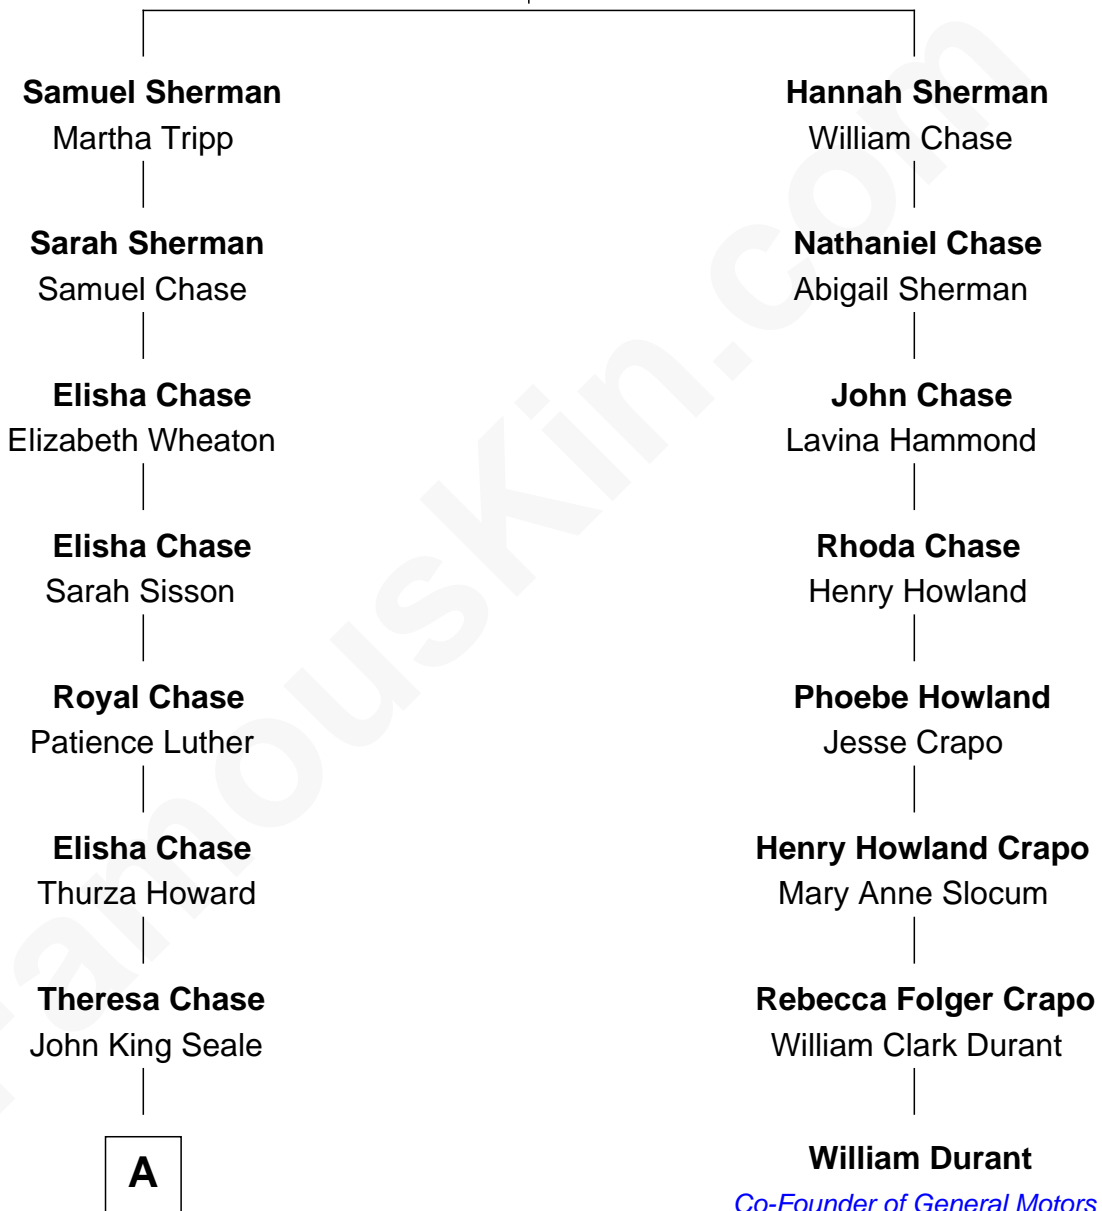 Samuel Sherman
Martha Tripp
Sarah Sherman
Samuel Chase
Elisha Chase
Elizabeth Wheaton
Elisha Chase
Sarah Sisson
Royal Chase
Patience Luther
Elisha Chase
Thurza Howard
Theresa Chase
John King Seale
A
Hannah Sherman
William Chase
Nathaniel Chase
Abigail Sherman
John Chase
Lavina Hammond
Rhoda Chase
Henry Howland
Phoebe Howland
Jesse Crapo
Henry Howland Crapo
Mary Anne Slocum
Rebecca Folger Crapo
William Clark Durant
William Durant
Co-Founder of General Motors
FamousKin.com